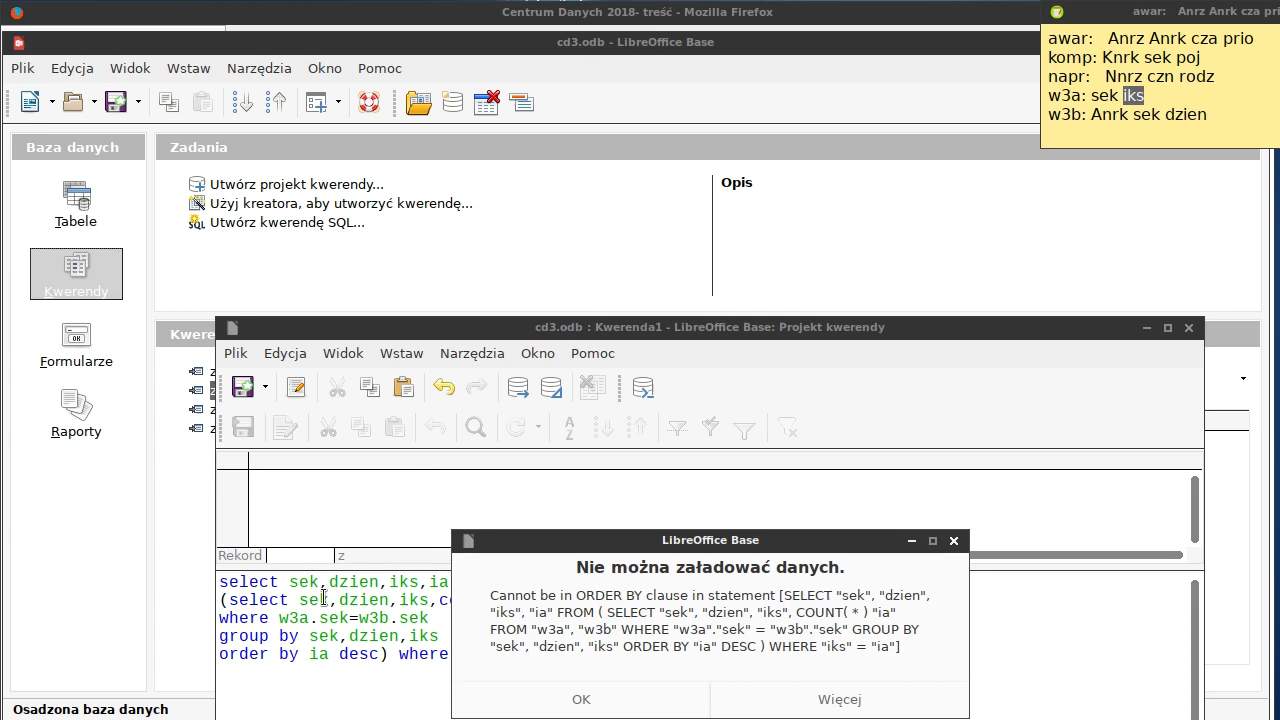 Centrum Danych 2018- treść - Mozilla Firefox
awar: Anrz Anrk cza pri
awar: Anrz Anrk cza prio
komp: Knrk sek poj
napr: Nnrz czn rodz
w3a: sek iks
w3b: Anrk sek dzien
cd3.odb - LibreOffice Base
Plik Edycja Widok Wstaw Narzędzia Okno Pomoc
Baza danych
Tabele
Kwerendy
Formularze
Raporty
Zadania
Utwórz projekt kwerendy...
Użyj kreatora, aby utworzyć kwerendę...
SQL Utwórz kwerendę SQL...
Opis
Kwere
z
z
z
z
cd3.odb : Kwerenda1 - LibreOffice Base: Projekt kwerendy
Plik Edycja Widok Wstaw Narzędzia Okno Pomoc
Rekord z
select sek,dzien,iks,ia
(select sek,dzien,iks,co
where w3a.sek=w3b.sek
group by sek,dzien,iks
order by ia desc) where
LibreOffice Base
Nie można załadować danych.
Cannot be in ORDER BY clause in statement [SELECT "sek", "dzien",
"iks", "ia" FROM ( SELECT "sek", "dzien", "iks", COUNT( * ) "ia"
FROM "w3a", "w3b" WHERE "w3a"."sek" = "w3b"."sek" GROUP BY
"sek", "dzien", "iks" ORDER BY "ia" DESC ) WHERE "iks" = "ia"]
OK Więcej
Osadzona baza danych